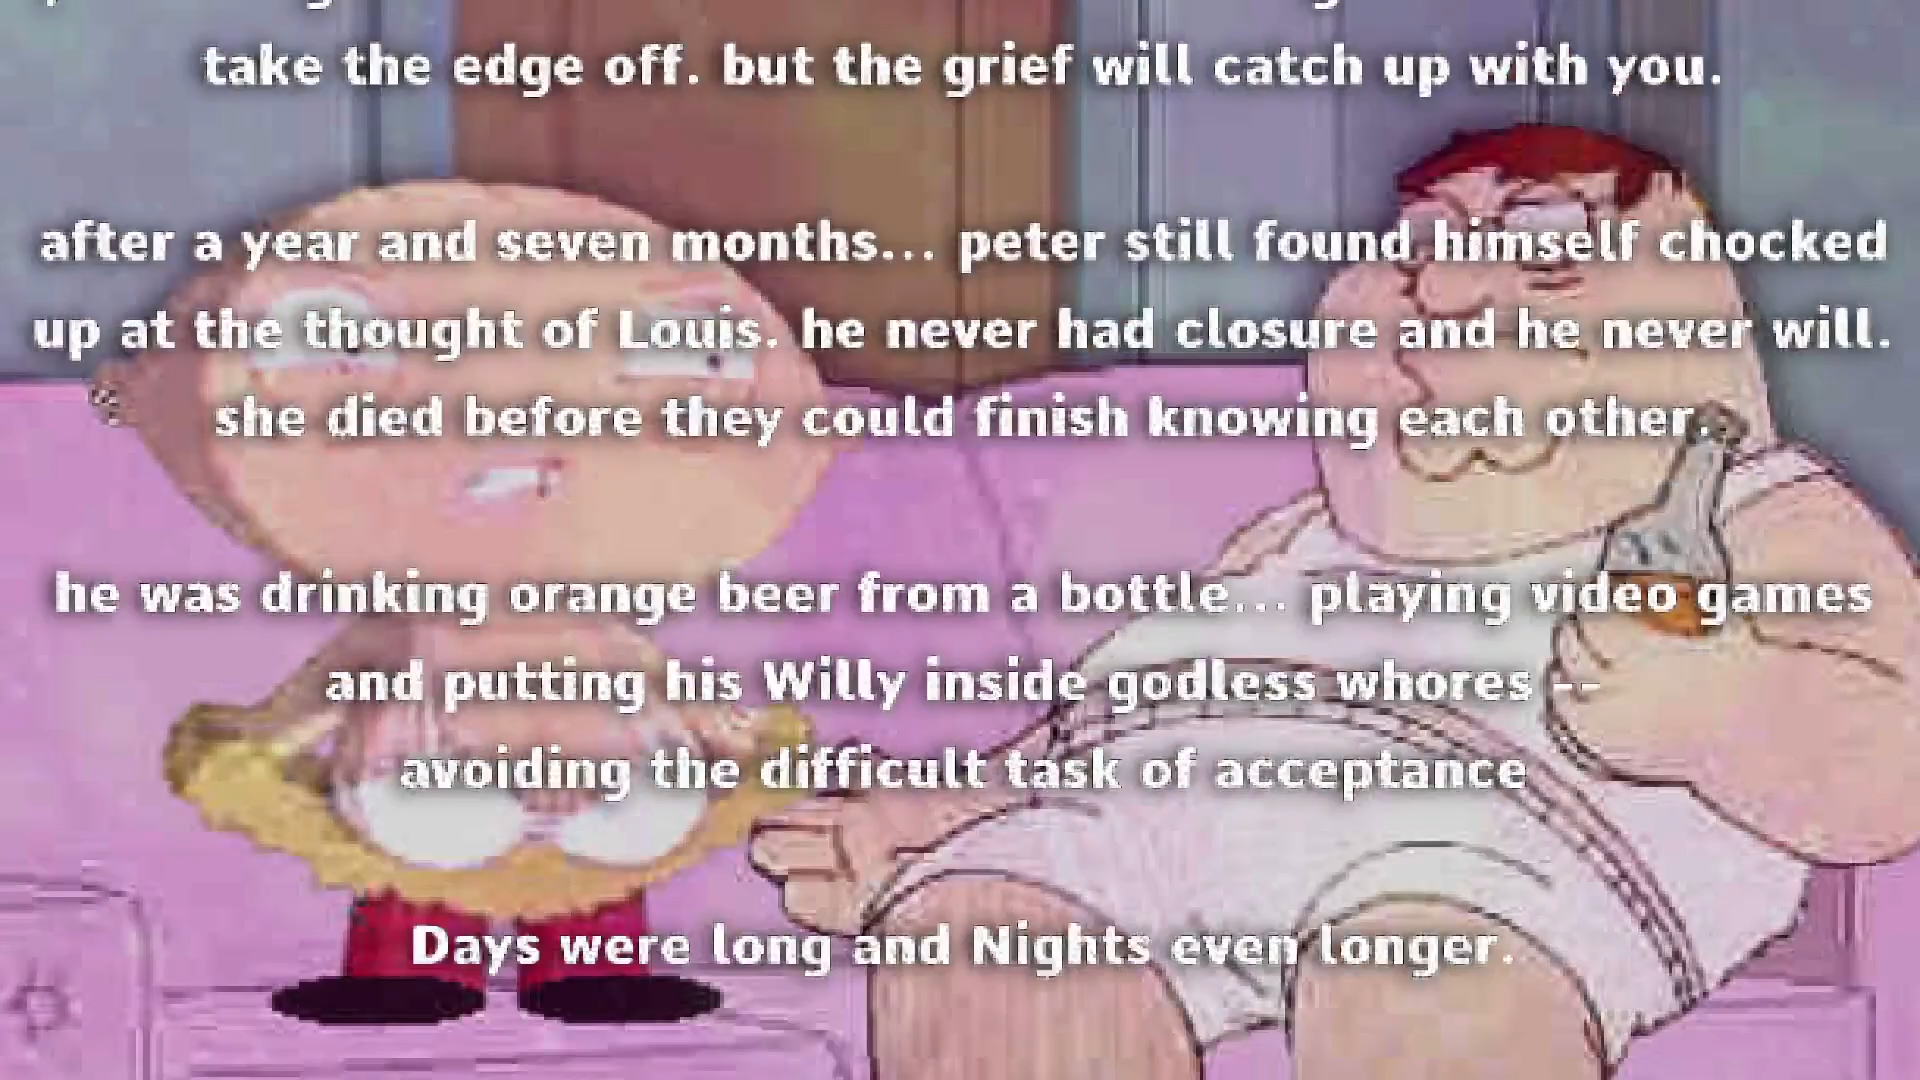 take the edge off. but the grief will catch up with you.
after a year and seven months... peter still found himself chocked
up at the thought of Louis. he never had closure and he never will.
she died before they could finish knowing each other.
he was drinking orange beer from a bottle... playing video games
and putting his Willy inside godless whores --
avoiding the difficult task of acceptance
Days were long and Nights even longer.